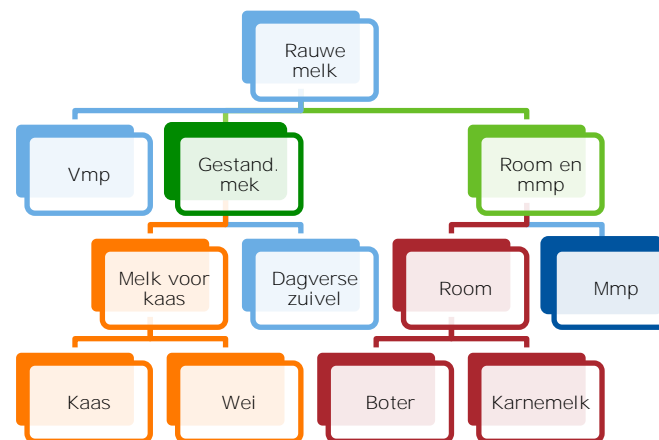 Rauwe
melk
Vmp
Gestand.
mek
Room en
mmp
Melk voor
kaas
Dagverse
zuivel
Room
Mmp
Kaas
Wei
Boter
Karnemelk